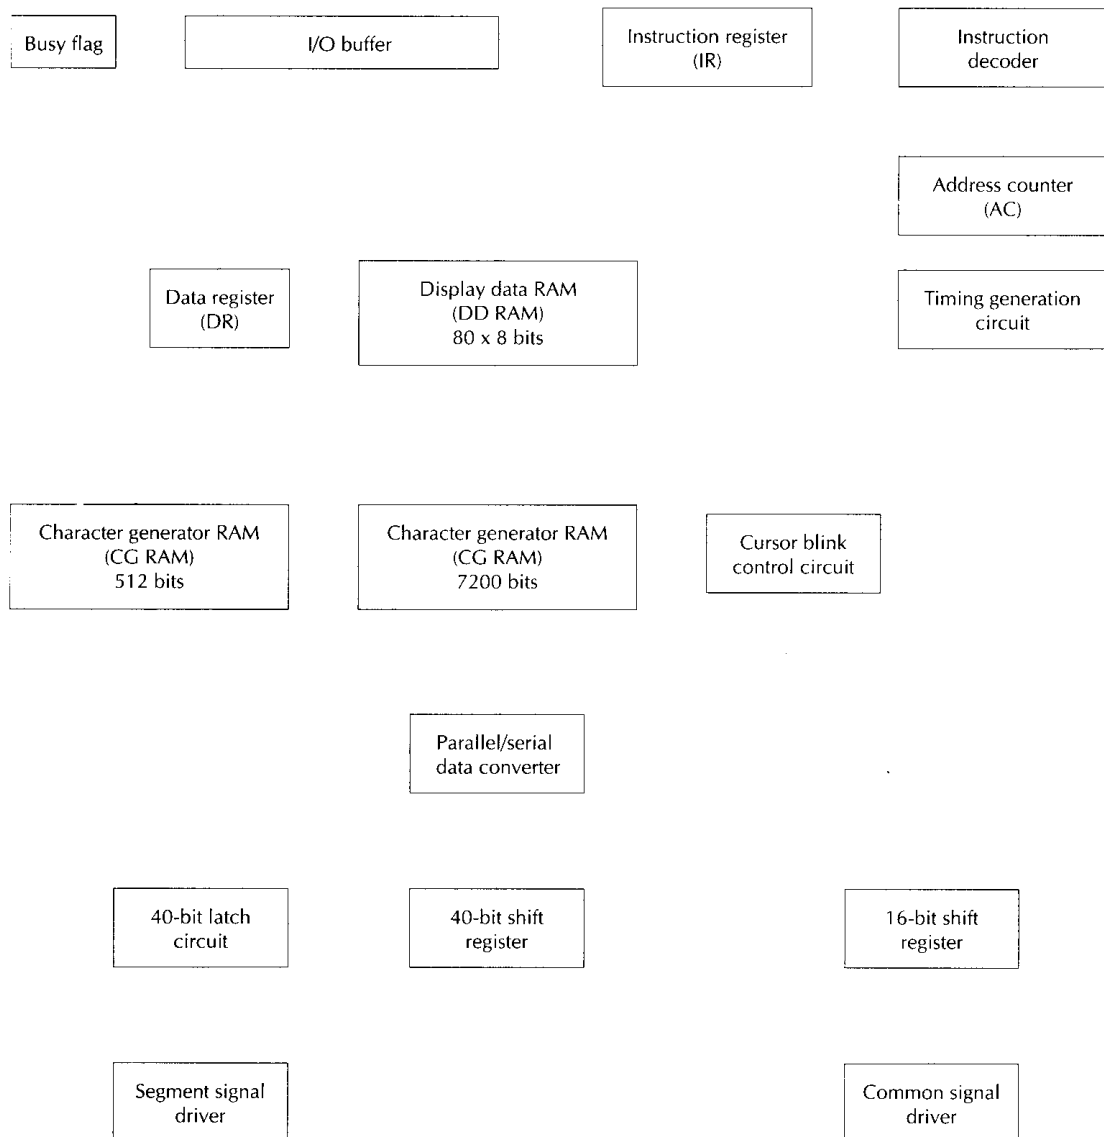 Busy flag
I/O buffer
Instruction register
(IR)
Instruction
decoder
Address counter
(AC)
Data register
(DR)
Display data RAM
(DD RAM)
80 x 8 bits
Timing generation
circuit
Character generator RAM
(CG RAM)
512 bits
Character generator RAM
(CG RAM)
7200 bits
Cursor blink
control circuit
Parallel/serial
data converter
40-bit latch
circuit
40-bit shift
register
16-bit shift
register
Segment signal
driver
Common signal
driver